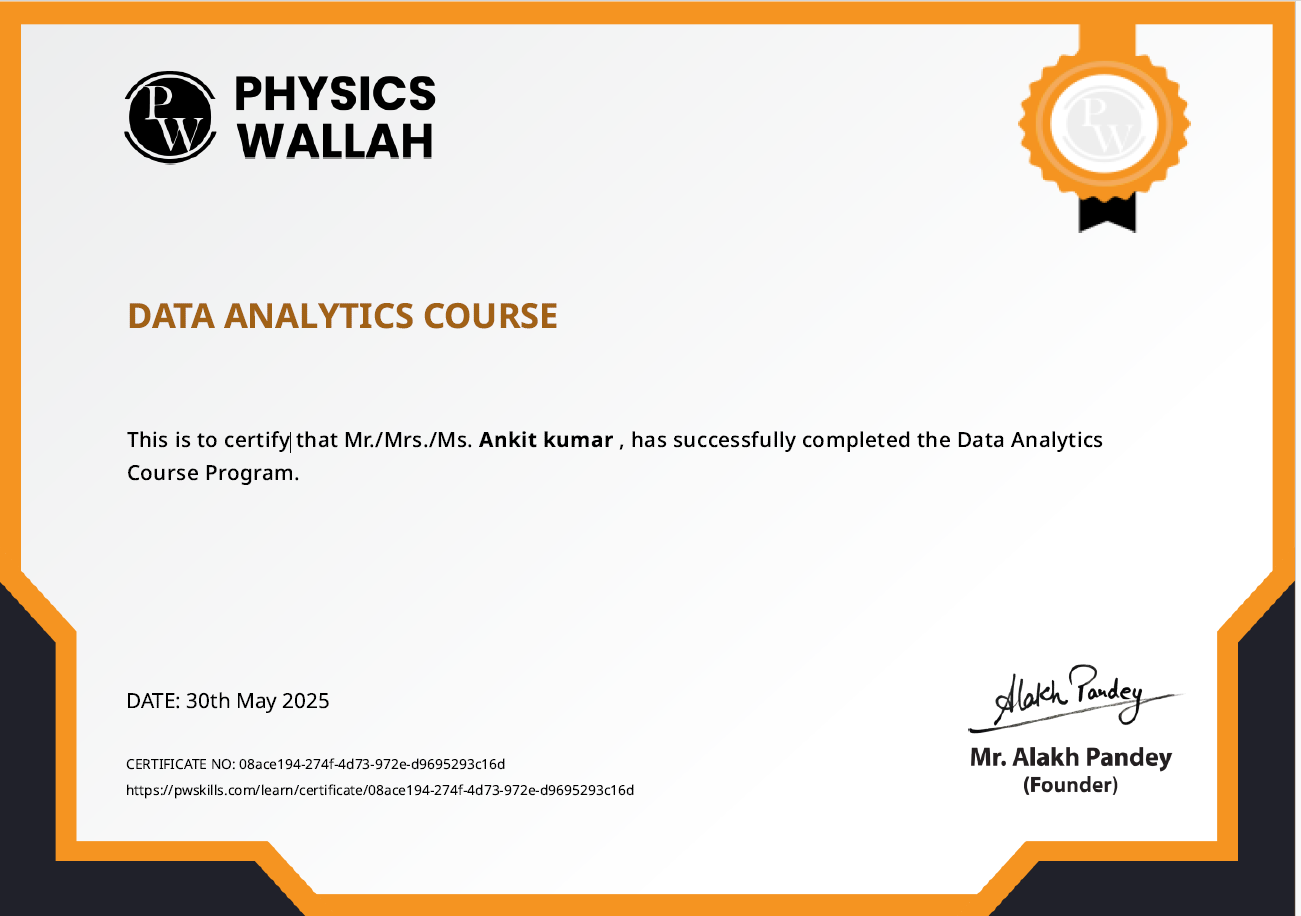 PW
PHYSICS
WALLAH
PW
DATA ANALYTICS COURSE
This is to certify that Mr./Mrs./Ms. Ankit kumar , has successfully completed the Data Analytics
Course Program.
DATE: 30th May 2025
CERTIFICATE NO: 08ace194-274f-4d73-972e-d9695293c16d
https://pwskills.com/learn/certificate/08ace194-274f-4d73-972e-d9695293c16d
Alakh Pandey
Mr. Alakh Pandey
(Founder)